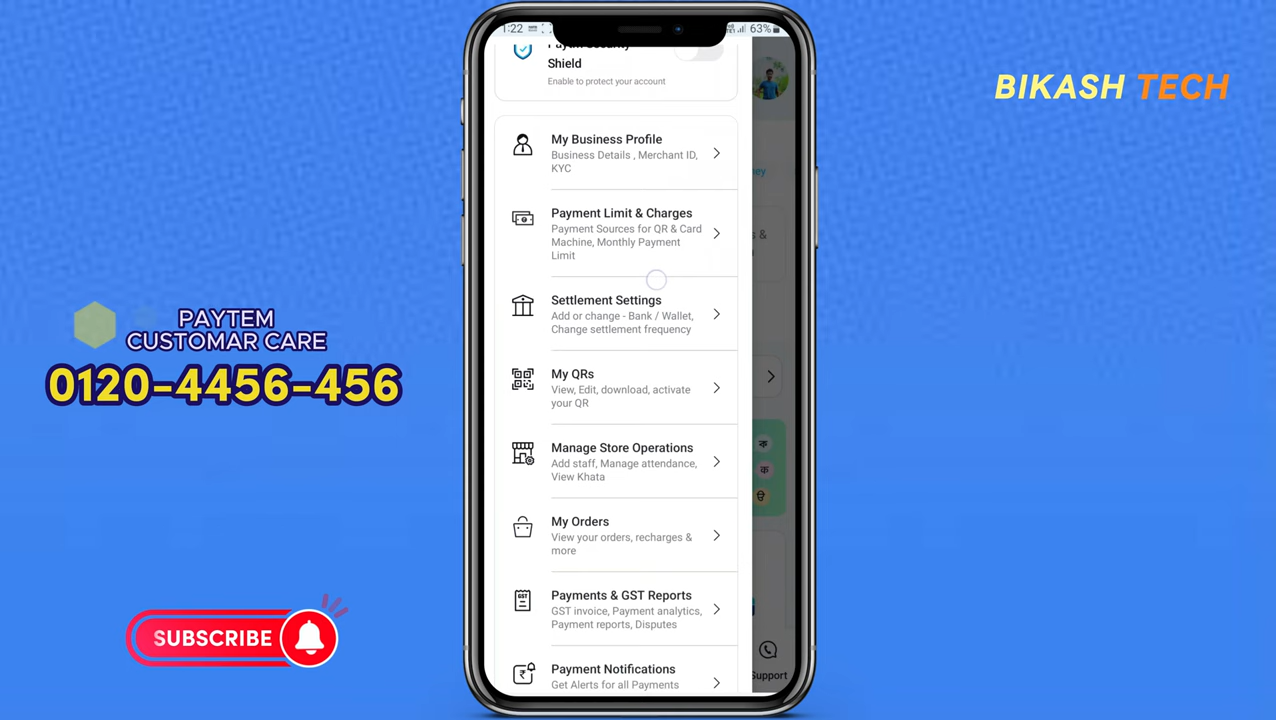 1:22
63%
Paytm Security
Shield
Enable to protect your account
BIKASH TECH
My Business Profile
Business Details , Merchant ID,
KYC
ney
Payment Limit & Charges
Payment Sources for QR & Card
Machine, Monthly Payment
Limit
s &
Settlement Settings
Add or change - Bank / Wallet,
Change settlement frequency
PAYTEM
CUSTOMAR CARE
0120-4456-456
My QRs
View, Edit, download, activate
your QR
Manage Store Operations
Add staff, Manage attendance,
View Khata
क
क
ਉ
My Orders
View your orders, recharges &
more
Payments & GST Reports
GST invoice, Payment analytics,
Payment reports, Disputes
GST
SUBSCRIBE
Payment Notifications
Get Alerts for all Payments
Support